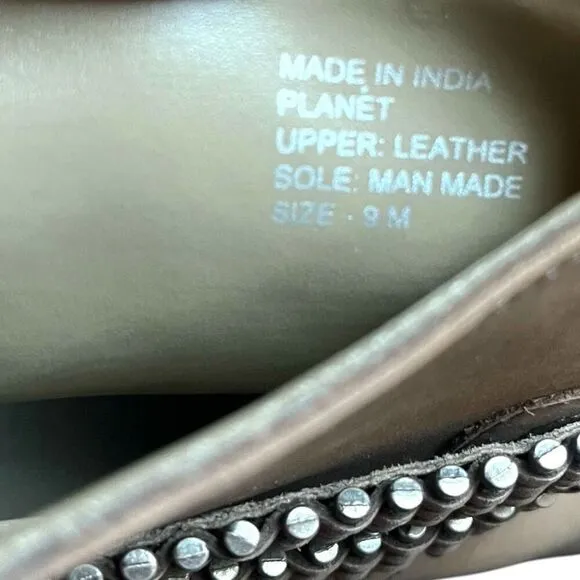 MADE IN INDIA
PLANET
UPPER: LEATHER
SOLE: MAN MADE
SIZE - 9 M